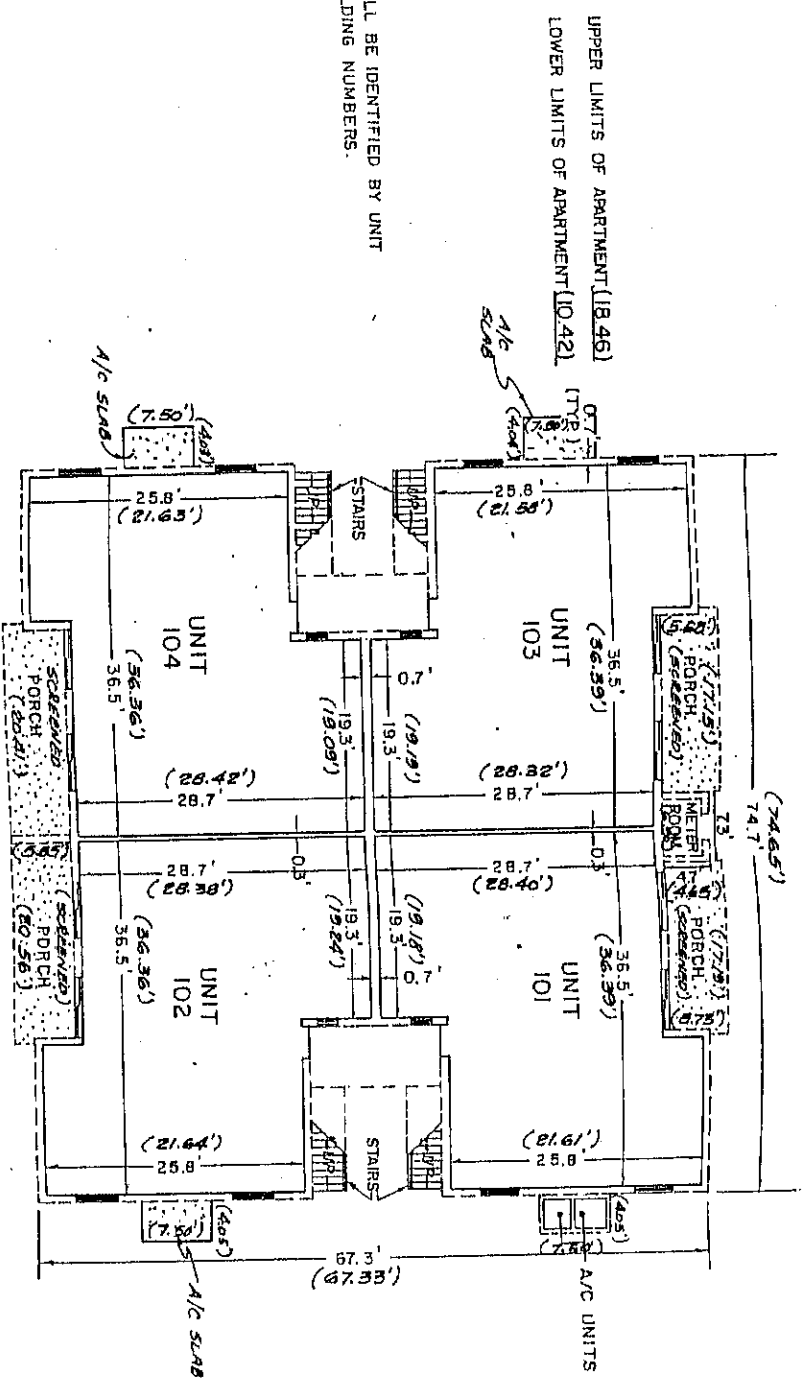 UPPER LIMITS OF APARTMENT (18.46)
LOWER LIMITS OF APARTMENT (10.42)
LL BE IDENTIFIED BY UNIT
LDING NUMBERS.
(74.65')
74.7'
7.3'
(17.15')
(5.68')
PORCH
(SCREENED)
METER
ROOM
4.7'
(4.65')
(17.19')
PORCH
(SCREENED)
(5.75')
A/C
SLAB
0.7'
(TYP.)
(7.50')
(4.04')
25.8'
(21.58')
UP
UNIT
103
36.5'
(36.39')
0.7'
(19.19')
19.3'
(28.32')
28.7'
0.3'
28.7'
(28.40')
UNIT
101
36.5'
(36.39')
(19.18')
19.3'
0.7'
(21.61')
25.8'
UP
(4.05')
(7.50')
A/C UNITS
STAIRS
STAIRS
A/C SLAB
(7.50')
(4.03')
25.8'
(21.63')
UP
UNIT
104
(36.36')
36.5'
19.3'
(19.09')
(28.42')
28.7'
0.3'
28.7'
(28.38')
19.3'
(19.24')
UNIT
102
(36.36')
36.5'
(21.64')
25.8'
UP
(4.05')
(7.50')
A/C SLAB
SCREENED
PORCH
(20.41')
(5.85')
(SCREENED)
PORCH
(20.56')
67.3'
(67.33')